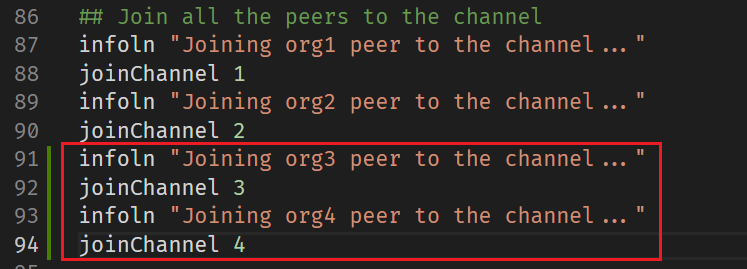 86 ## Join all the peers to the channel
87 infoln "Joining org1 peer to the channel..."
88 joinChannel 1
89 infoln "Joining org2 peer to the channel..."
90 joinChannel 2
91 infoln "Joining org3 peer to the channel..."
92 joinChannel 3
93 infoln "Joining org4 peer to the channel..."
94 joinChannel 4